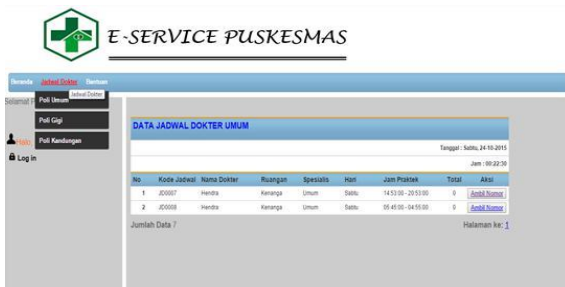 E-SERVICE PUSKESMAS
Beranda Jadwal Dokter Bantuan
Selamat
Poli Umum
Jadwal Dokter
Poli Gigi
Poli Kandungan
Halo,
Log in
DATA JADWAL DOKTER UMUM
Tanggal : Sabtu, 24-10-2015
Jam : 00:22:30
No Kode Jadwal Nama Dokter Ruangan Spesialis Hari Jam Praktek Total Aksi
1 JD0007 Hendra Kenanga Umum Sabtu 14:53:00 - 20:53:00 0 Ambil Nomor
2 JD0008 Hendra Kenanga Umum Sabtu 05:45:00 - 04:55:00 0 Ambil Nomor
Jumlah Data 7
Halaman ke: 1